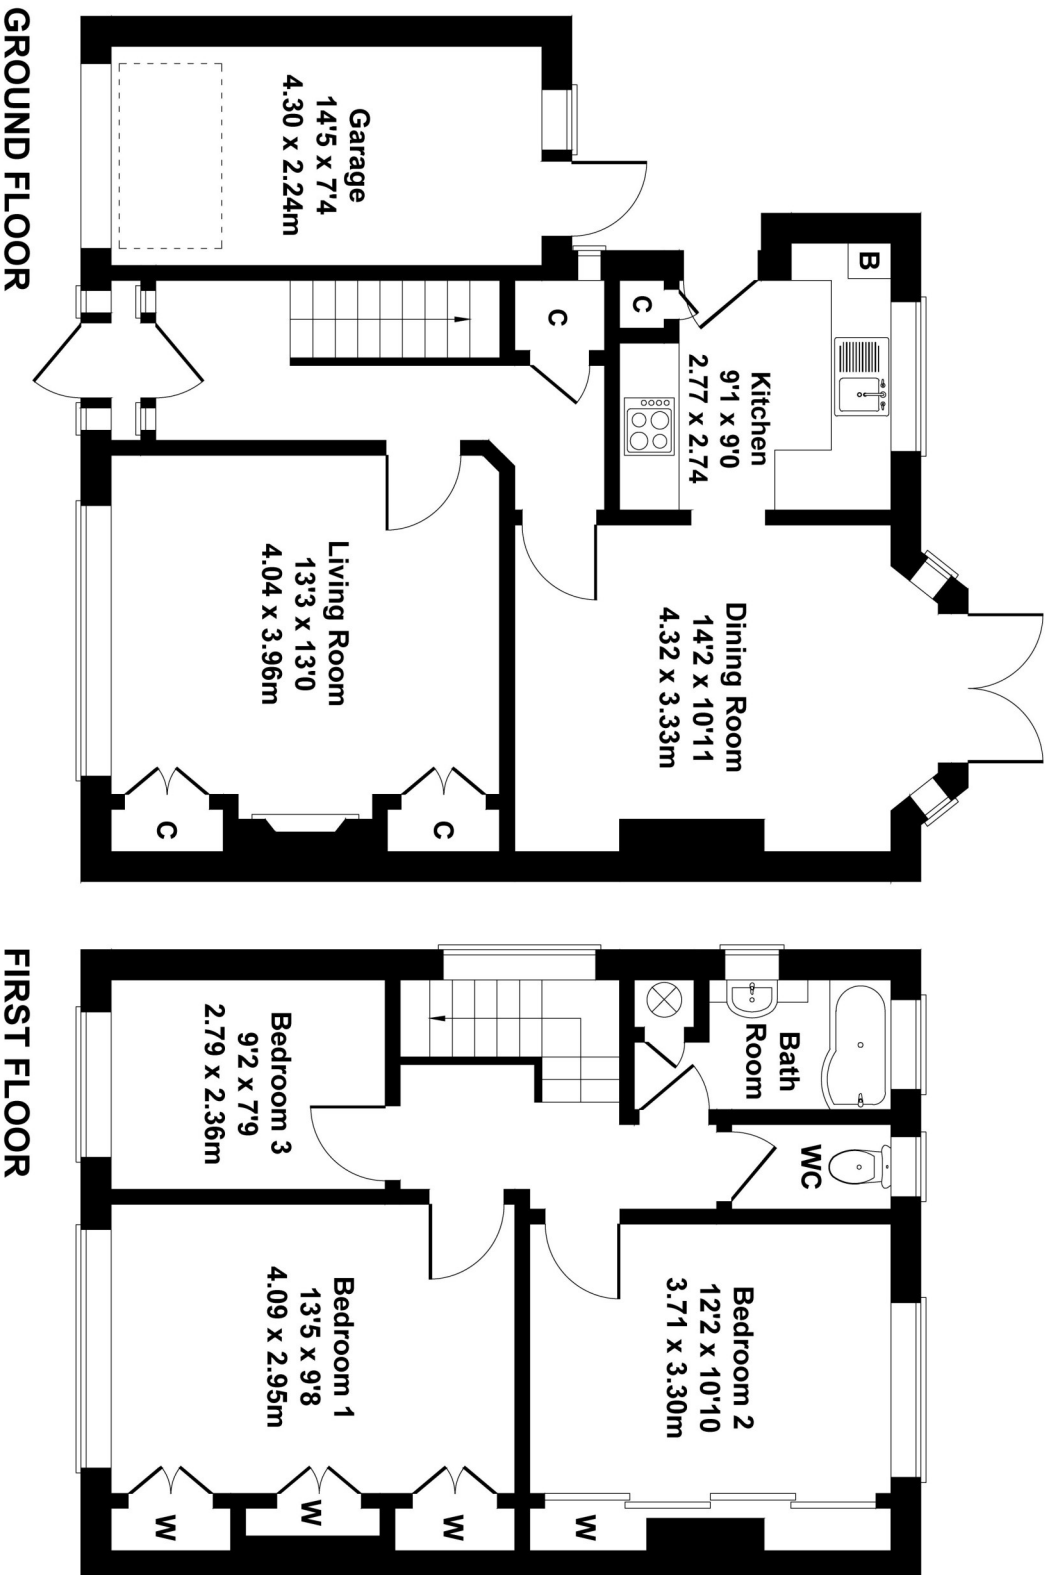 GROUND FLOOR
Garage
14'5 x 7'4
4.30 x 2.24m
B
C
C
Kitchen
9'1 x 9'0
2.77 x 2.74
Living Room
13'3 x 13'0
4.04 x 3.96m
Dining Room
14'2 x 10'11
4.32 x 3.33m
C
C
FIRST FLOOR
Bedroom 3
9'2 x 7'9
2.79 x 2.36m
Bath
Room
WC
Bedroom 1
13'5 x 9'8
4.09 x 2.95m
Bedroom 2
12'2 x 10'10
3.71 x 3.30m
W
W
W
W